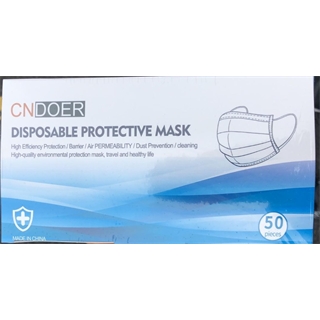 CNDOER
DISPOSABLE PROTECTIVE MASK
High Efficiency Protection / Barrier / Air PERMEABILITY / Dust Prevention / cleaning
High-quality environmental protection mask, travel and healthy life
50
pieces
MADE IN CHINA